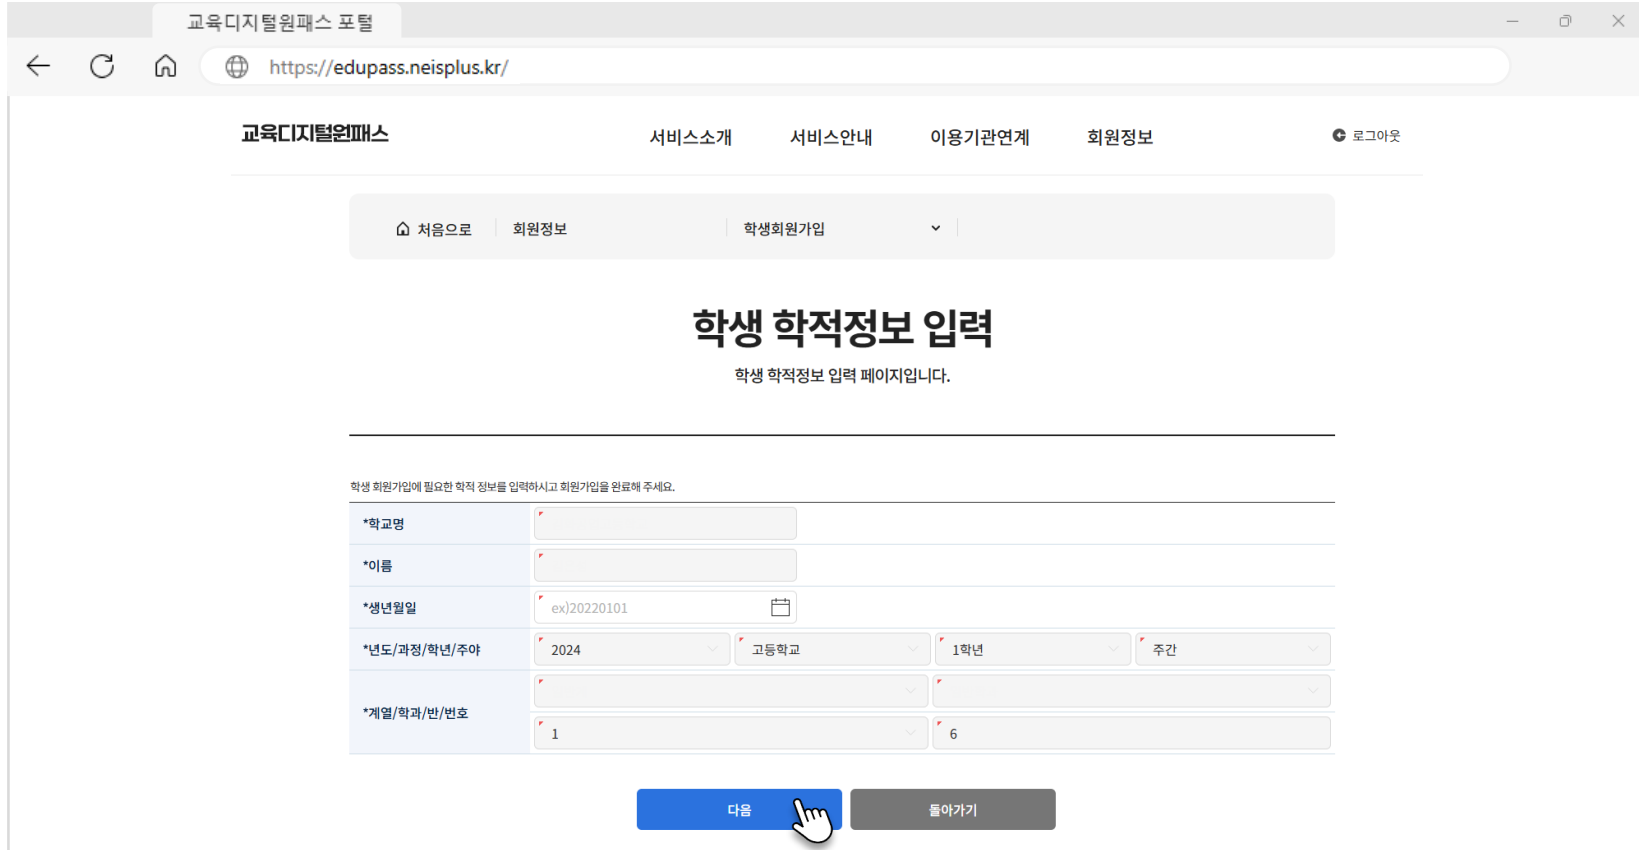 교육디지털원패스 포털
https://edupass.neisplus.kr/
교육디지털원패스
서비스소개 서비스안내 이용기관연계 회원정보 로그아웃
처음으로 회원정보 학생회원가입
학생 학적정보 입력
학생 학적정보 입력 페이지입니다.
학생 회원가입에 필요한 학적 정보를 입력하시고 회원가입을 완료해 주세요.
*학교명
*이름
*생년월일 ex)20220101
*년도/과정/학년/주야 2024 고등학교 1학년 주간
*계열/학과/반/번호
1 6
다음 돌아가기